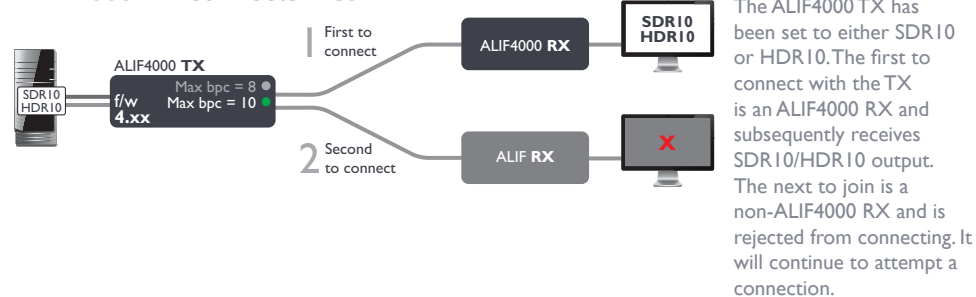 SDR10
HDR10
ALIF4000 TX
f/w
4.xx
Max bpc = 8
Max bpc = 10
1 First to
connect
ALIF4000 RX
SDR10
HDR10
2 Second
to connect
ALIF RX
X
The ALIF4000 TX has
been set to either SDR10
or HDR10. The first to
connect with the TX
is an ALIF4000 RX and
subsequently receives
SDR10/HDR10 output.
The next to join is a
non-ALIF4000 RX and is
rejected from connecting. It
will continue to attempt a
connection.